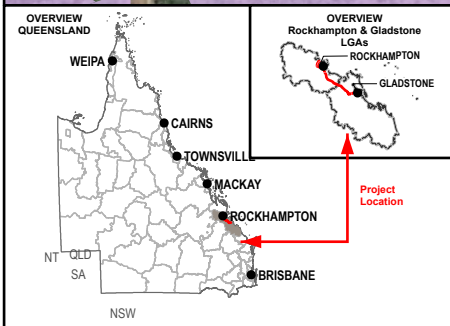 OVERVIEW
QUEENSLAND
WEIPA
CAIRNS
TOWNSVILLE
MACKAY
ROCKHAMPTON
BRISBANE
NT
QLD
SA
NSW
OVERVIEW
Rockhampton & Gladstone
LGAs
ROCKHAMPTON
GLADSTONE
Project
Location